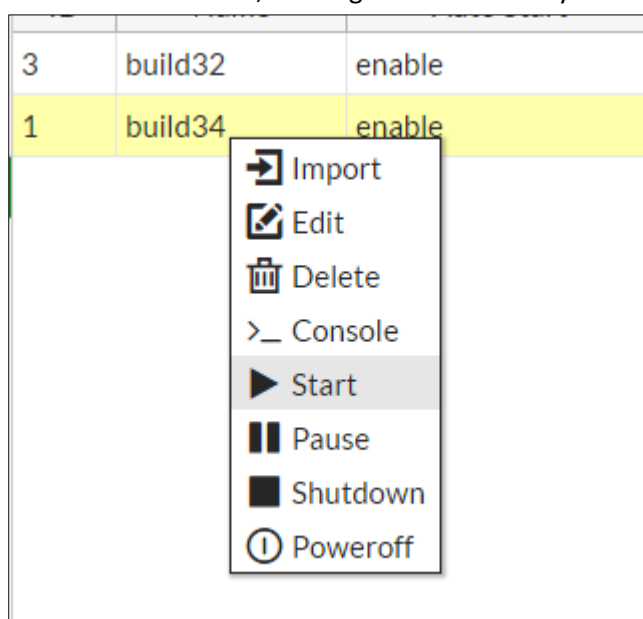 3 build32 enable
1 build34 enable
Import
Edit
Delete
>_ Console
Start
Pause
Shutdown
Poweroff